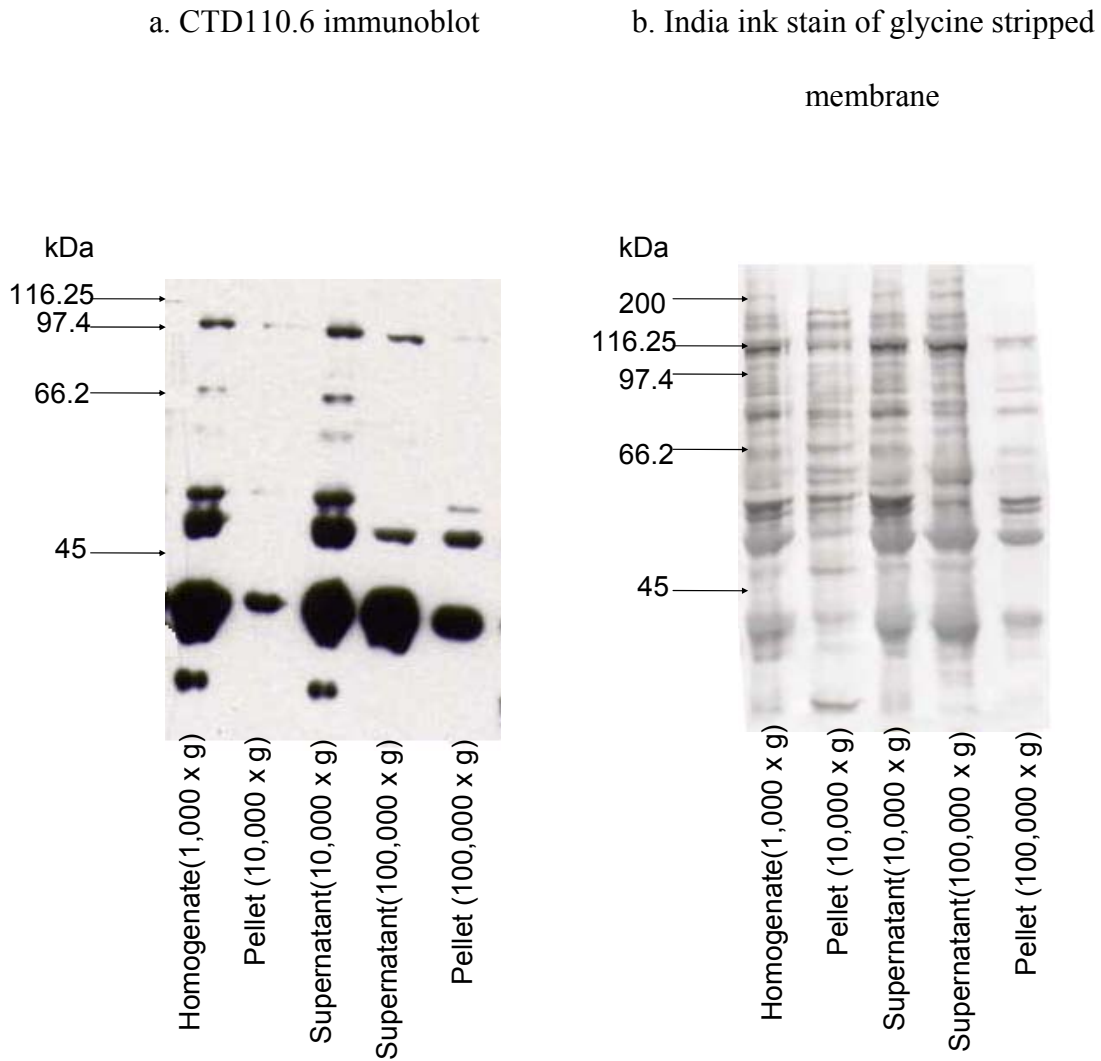 a. CTD110.6 immunoblot
b. India ink stain of glycine stripped
membrane
kDa
116.25
97.4
66.2
45
Homogenate(1,000 x g)
Pellet (10,000 x g)
Supernatant(10,000 x g)
Supernatant(100,000 x g)
Pellet (100,000 x g)
kDa
200
116.25
97.4
66.2
45
Homogenate(1,000 x g)
Pellet (10,000 x g)
Supernatant(10,000 x g)
Supernatant(100,000 x g)
Pellet (100,000 x g)